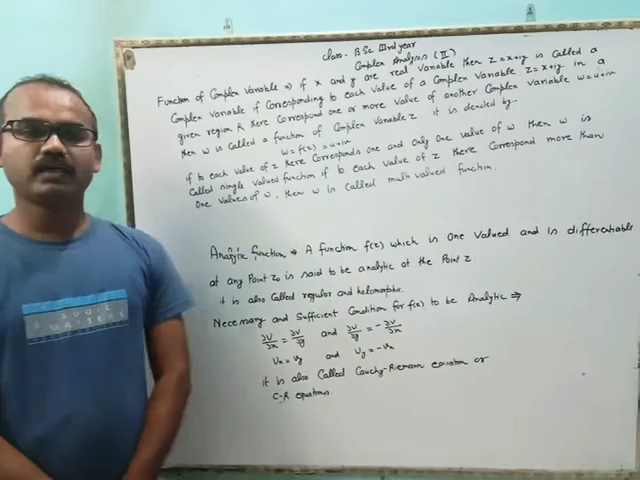 Class- BSc IIIrd year
Complex Analysis (II)
Function of Complex Variable ⇒ if x and y are real variable then z = x+iy is called a
Complex variable if corresponding to each value of a Complex variable z = x+iy in a
given region R there correspond one or more value of another complex variable w = u+iv
then w is called a function of Complex Variable z it is denoted by-
w = f(z) = u+iv
if to each value of z there corresponds one and only one value of w then w is
called single valued function if to each value of z there correspond more than
one values of w, then w is called multi valued function.
Analytic function ⇒ A function f(z) which is one valued and is differentiable
at any point z₀ is said to be analytic at the point z.
it is also called regular and holomorphic.
Necessary and Sufficient Condition for f(z) to be Analytic ⇒
∂u/∂x = ∂v/∂y and ∂u/∂y = -∂v/∂x
ux = vy and uy = -vx
it is also called Cauchy-Riemann equation or
C-R equations.
LOGIC
MATTERS